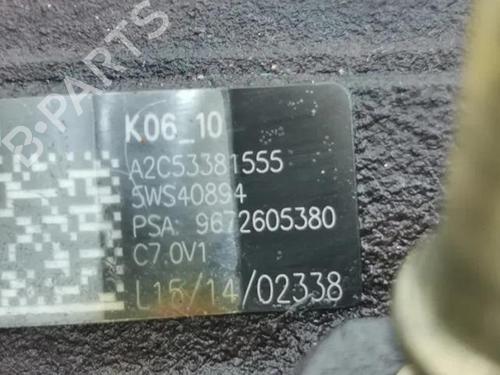 B-PARTS
K06_10
A2C53381555
5WS40894
PSA: 9672605380
C7.0V1
L15/14/02338